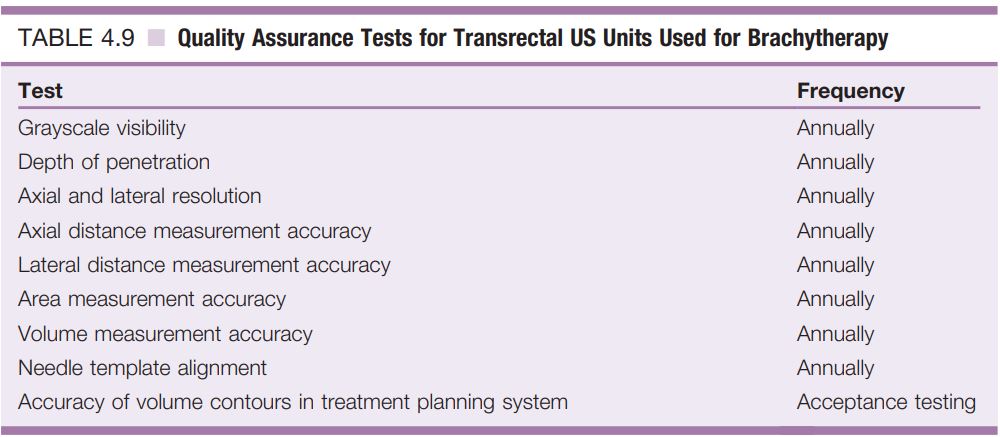 TABLE 4.9 Quality Assurance Tests for Transrectal US Units Used for Brachytherapy
Test Frequency
Grayscale visibility Annually
Depth of penetration Annually
Axial and lateral resolution Annually
Axial distance measurement accuracy Annually
Lateral distance measurement accuracy Annually
Area measurement accuracy Annually
Volume measurement accuracy Annually
Needle template alignment Annually
Accuracy of volume contours in treatment planning system Acceptance testing